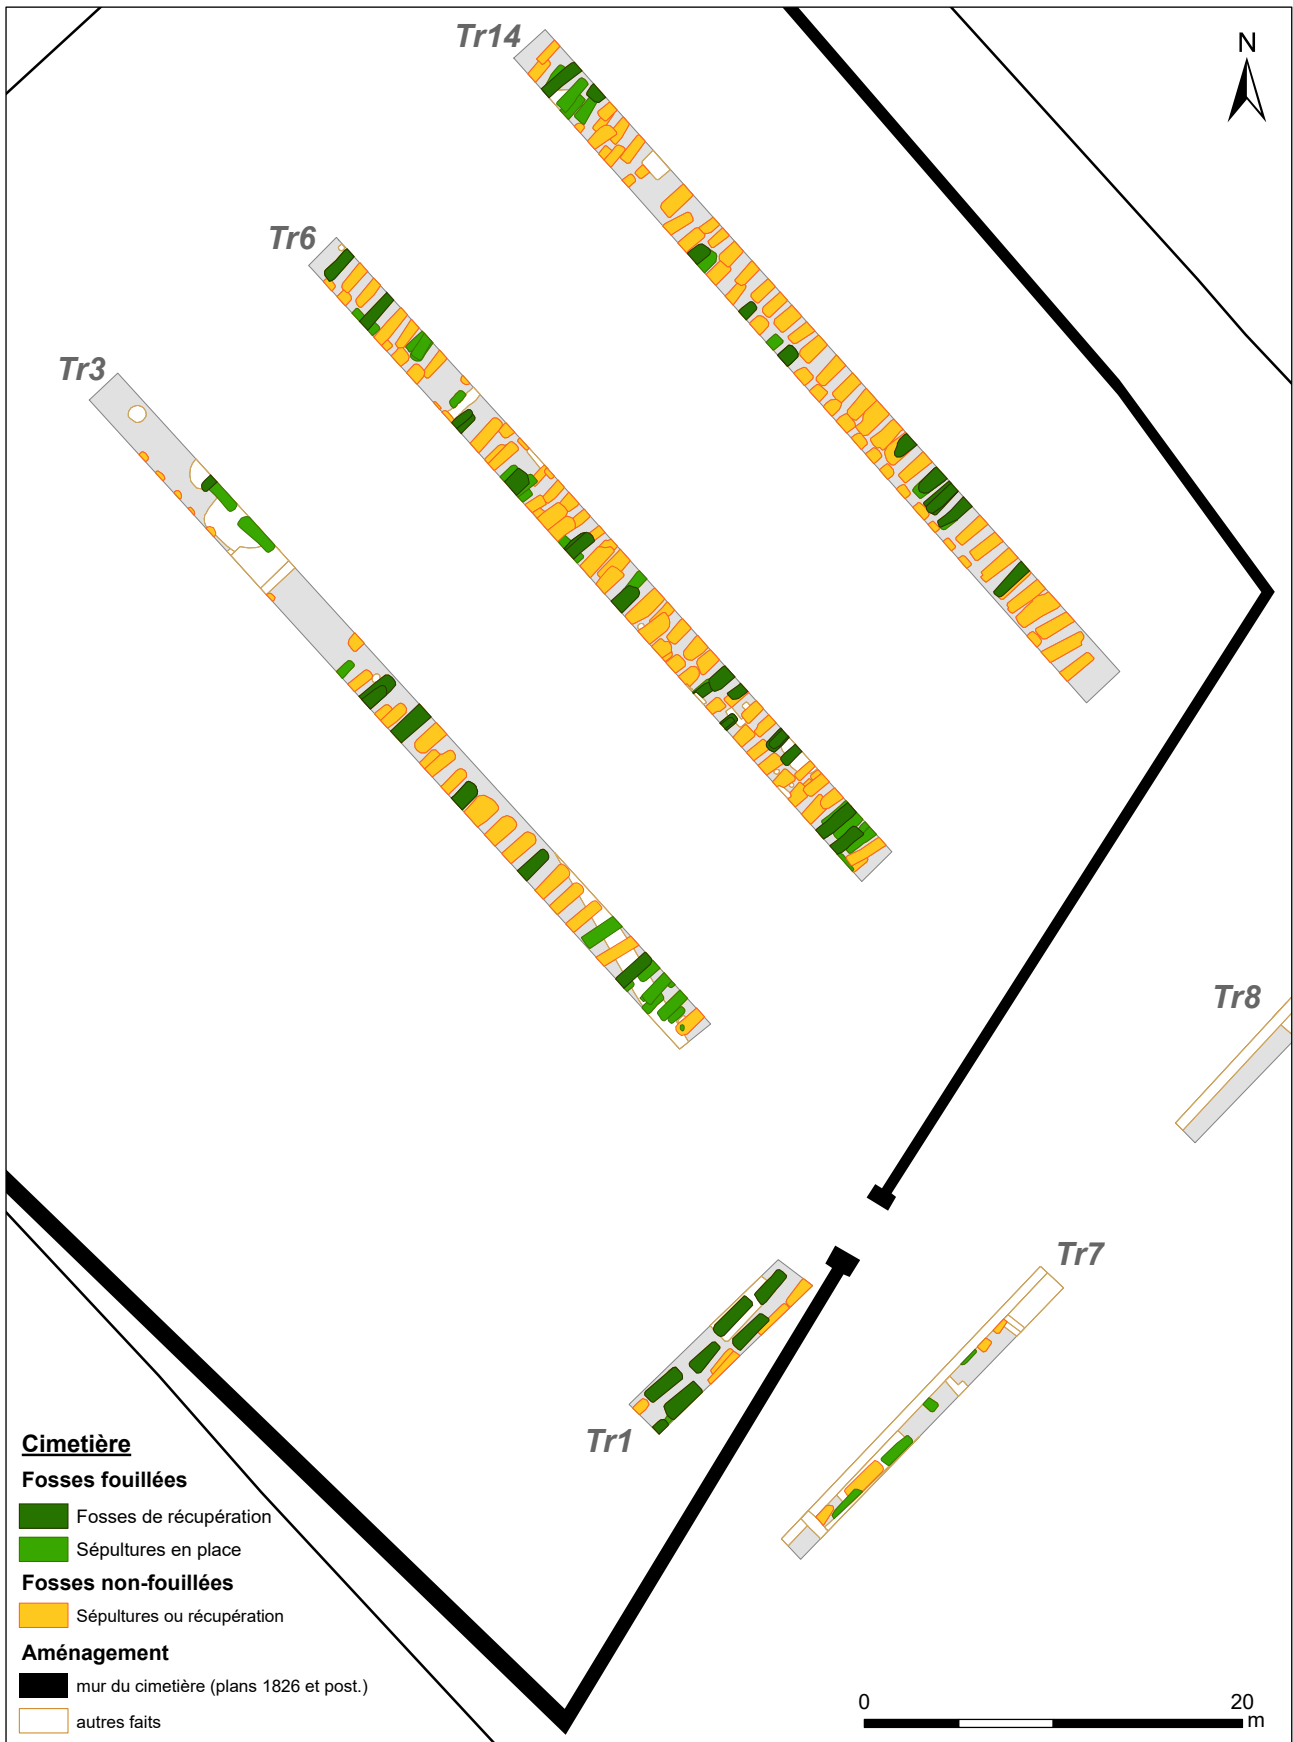 Tr14
N
Tr6
Tr3
Tr8
Tr7
Tr1
Cimetière
Fosses fouillées
Fosses de récupération
Sépultures en place
Fosses non-fouillées
Sépultures ou récupération
Aménagement
mur du cimetière (plans 1826 et post.)
autres faits
0 20
m